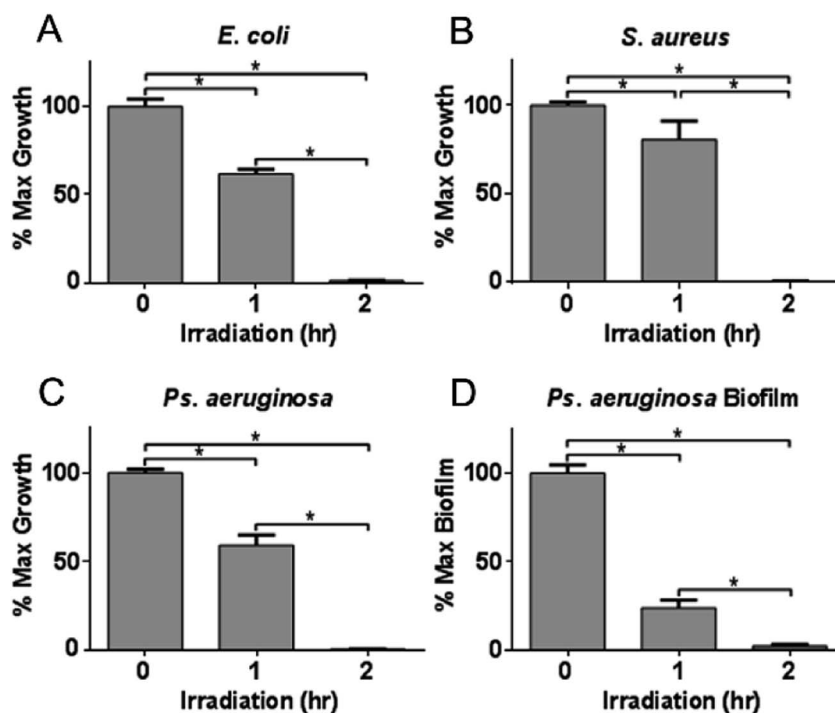 A
E. coli
% Max Growth
100
50
0
*
*
*
0 1 2
Irradiation (hr)
B
S. aureus
% Max Growth
100
50
0
*
*
*
0 1 2
Irradiation (hr)
C
Ps. aeruginosa
% Max Growth
100
50
0
*
*
*
0 1 2
Irradiation (hr)
D
Ps. aeruginosa Biofilm
% Max Biofilm
100
50
0
*
*
*
0 1 2
Irradiation (hr)